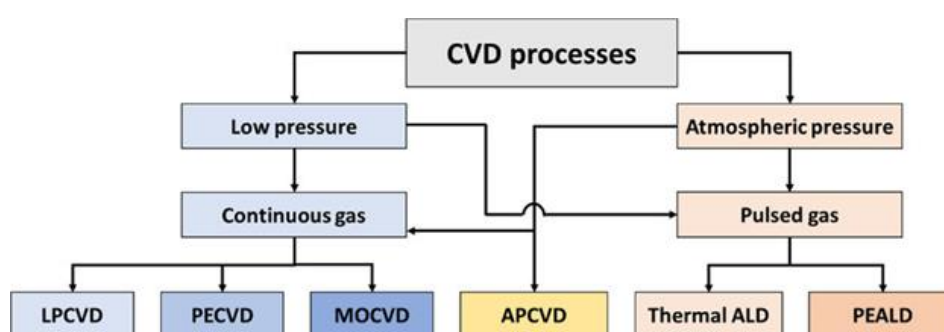 CVD processes
Low pressure
Atmospheric pressure
Continuous gas
Pulsed gas
LPCVD
PECVD
MOCVD
APCVD
Thermal ALD
PEALD